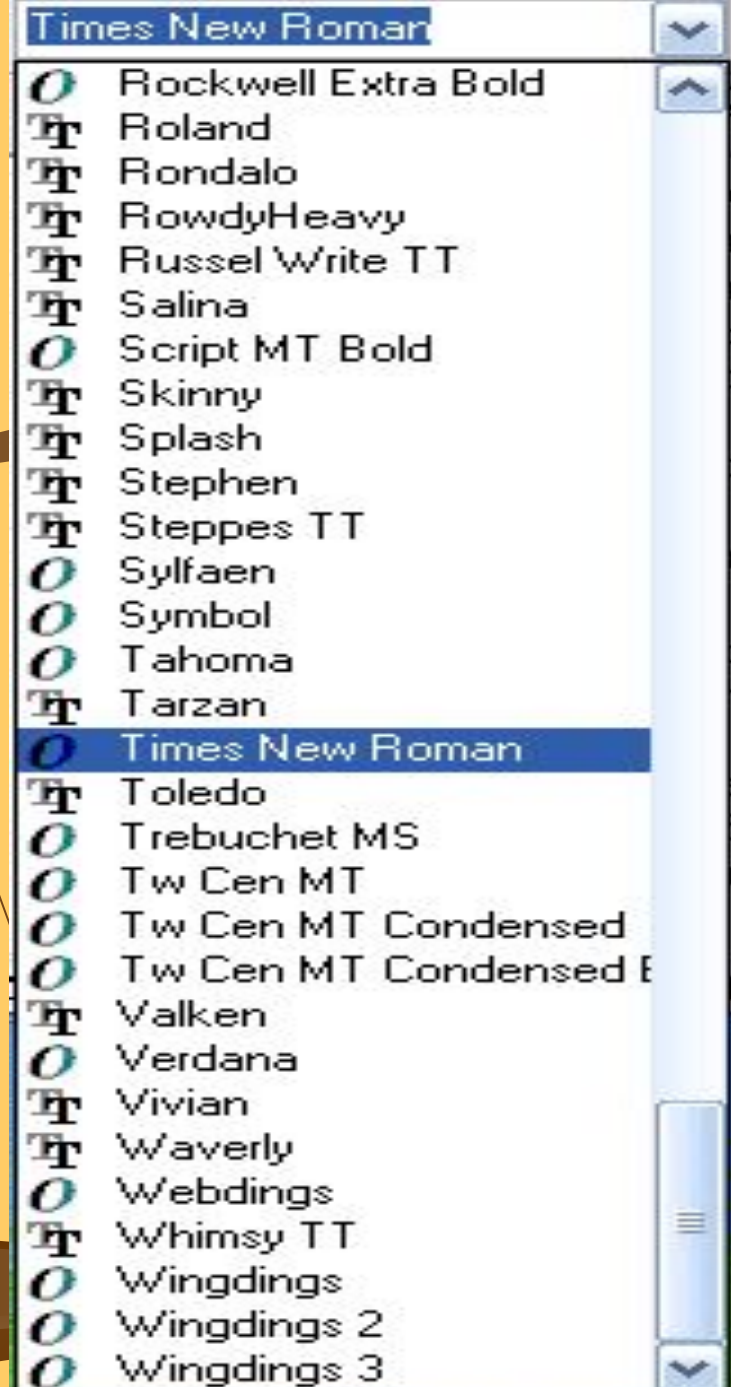 Times New Roman
Rockwell Extra Bold
Roland
Rondalo
RowdyHeavy
Russel Write TT
Salina
Script MT Bold
Skinny
Splash
Stephen
Steppes TT
Sylfaen
Symbol
Tahoma
Tarzan
Times New Roman
Toledo
Trebuchet MS
Tw Cen MT
Tw Cen MT Condensed
Tw Cen MT Condensed E
Valken
Verdana
Vivian
Waverly
Webdings
Whimsy TT
Wingdings
Wingdings 2
Wingdings 3